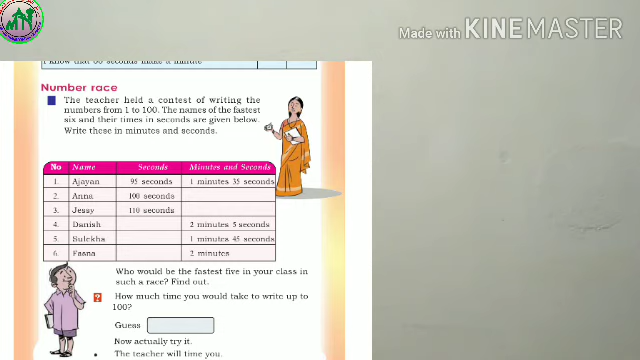 Made with KINEMASTER
I know that 60 seconds make a minute
Number race
The teacher held a contest of writing the
numbers from 1 to 100. The names of the fastest
six and their times in seconds are given below.
Write these in minutes and seconds.
No Name Seconds Minutes and Seconds
1. Ajayan 95 seconds 1 minutes 35 seconds
2. Anna 100 seconds
3. Jessy 110 seconds
4. Danish 2 minutes 5 seconds
5. Sulekha 1 minutes 45 seconds
6. Fasna 2 minutes
Who would be the fastest five in your class in
such a race? Find out.
? How much time you would take to write up to
100?
Guess
Now actually try it.
• The teacher will time you.